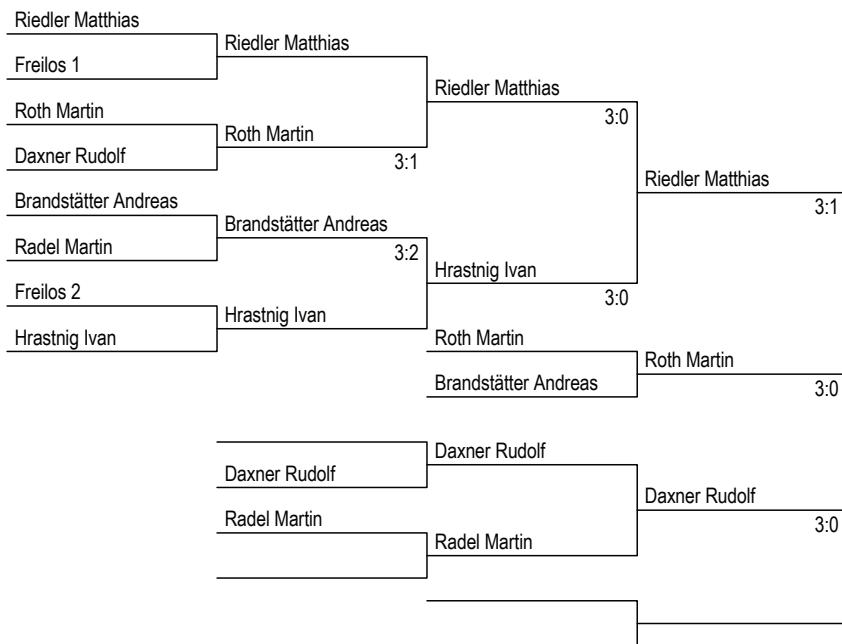 Riedler Matthias
Riedler Matthias
Freilos 1
Riedler Matthias
3:0
Roth Martin
Roth Martin
3:1
Daxner Rudolf
Riedler Matthias
3:1
Brandstätter Andreas
Brandstätter Andreas
3:2
Radel Martin
Hrastnig Ivan
3:0
Freilos 2
Hrastnig Ivan
Hrastnig Ivan
Roth Martin
Roth Martin
3:0
Brandstätter Andreas
Daxner Rudolf
Daxner Rudolf
Daxner Rudolf
3:0
Radel Martin
Radel Martin